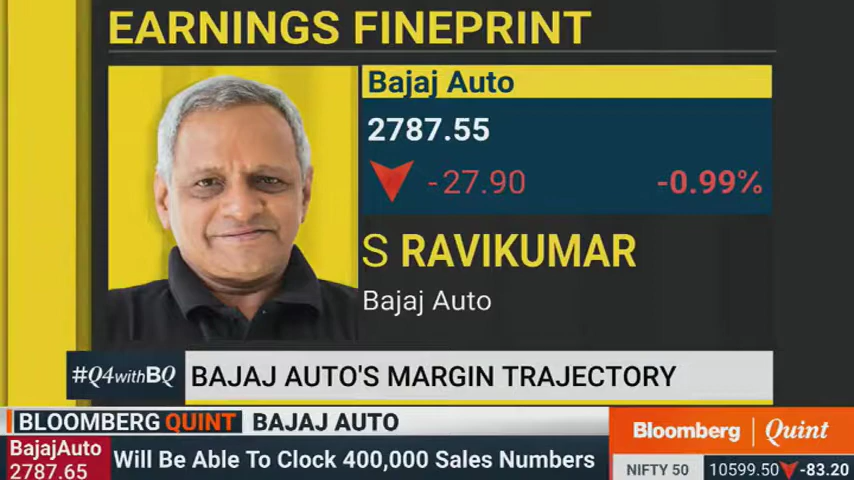 EARNINGS FINEPRINT
Bajaj Auto
2787.55
-27.90 -0.99%
S RAVIKUMAR
Bajaj Auto
#Q4withBQ BAJAJ AUTO'S MARGIN TRAJECTORY
BLOOMBERG QUINT BAJAJ AUTO
Bloomberg | Quint
BajajAuto
2787.65
Will Be Able To Clock 400,000 Sales Numbers
NIFTY 50 10599.50 -83.20